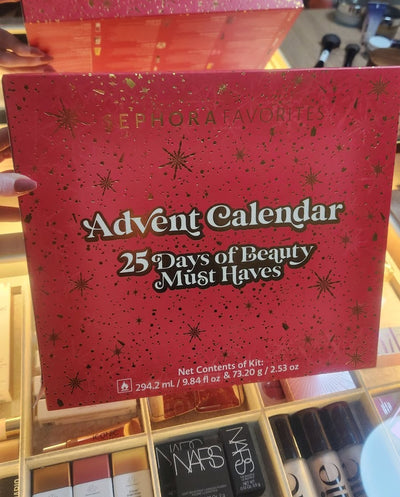 SEPHORA FAVORITES
Advent Calendar
25 Days of Beauty
Must Haves
Net Contents of Kit:
294.2 mL / 9.84 fl oz & 73.20 g / 2.53 oz
NARS
NARS